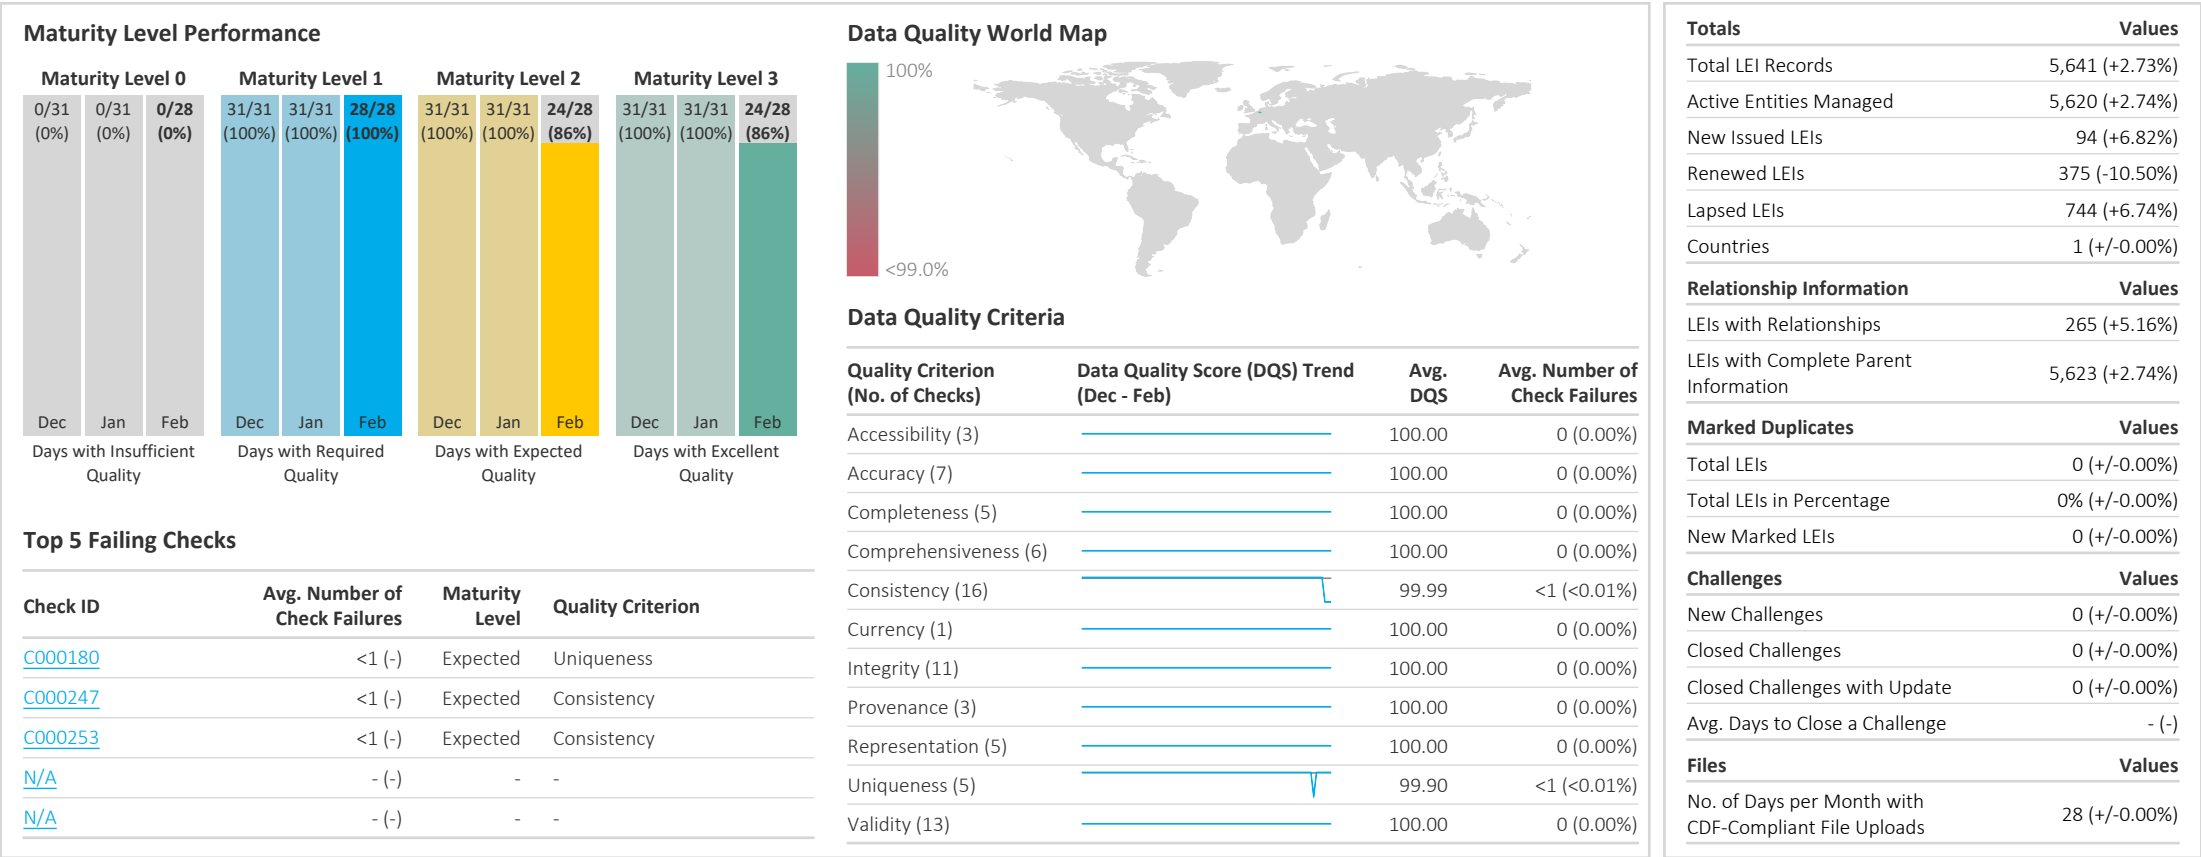 Maturity Level Performance
Maturity Level 0
Maturity Level 1
Maturity Level 2
Maturity Level 3
0/31 0/31 0/28
(0%) (0%) (0%)
31/31 31/31 28/28
(100%) (100%) (100%)
31/31 31/31 24/28
(100%) (100%) (86%)
31/31 31/31 24/28
(100%) (100%) (86%)
Dec Jan Feb
Dec Jan Feb
Dec Jan Feb
Dec Jan Feb
Days with Insufficient
Quality
Days with Required
Quality
Days with Expected
Quality
Days with Excellent
Quality
Top 5 Failing Checks
Check ID Avg. Number of Check Failures Maturity Level Quality Criterion
C000180 <1 (-) Expected Uniqueness
C000247 <1 (-) Expected Consistency
C000253 <1 (-) Expected Consistency
N/A - (-) - -
N/A - (-) - -
Data Quality World Map
100%
<99.0%
Data Quality Criteria
Quality Criterion Data Quality Score (DQS) Trend Avg. Avg. Number of
(No. of Checks) (Dec - Feb) DQS Check Failures
Accessibility (3) 100.00 0 (0.00%)
Accuracy (7) 100.00 0 (0.00%)
Completeness (5) 100.00 0 (0.00%)
Comprehensiveness (6) 100.00 0 (0.00%)
Consistency (16) 99.99 <1 (<0.01%)
Currency (1) 100.00 0 (0.00%)
Integrity (11) 100.00 0 (0.00%)
Provenance (3) 100.00 0 (0.00%)
Representation (5) 100.00 0 (0.00%)
Uniqueness (5) 99.90 <1 (<0.01%)
Validity (13) 100.00 0 (0.00%)
Totals Values
Total LEI Records 5,641 (+2.73%)
Active Entities Managed 5,620 (+2.74%)
New Issued LEIs 94 (+6.82%)
Renewed LEIs 375 (-10.50%)
Lapsed LEIs 744 (+6.74%)
Countries 1 (+/-0.00%)
Relationship Information Values
LEIs with Relationships 265 (+5.16%)
LEIs with Complete Parent
Information 5,623 (+2.74%)
Marked Duplicates Values
Total LEIs 0 (+/-0.00%)
Total LEIs in Percentage 0% (+/-0.00%)
New Marked LEIs 0 (+/-0.00%)
Challenges Values
New Challenges 0 (+/-0.00%)
Closed Challenges 0 (+/-0.00%)
Closed Challenges with Update 0 (+/-0.00%)
Avg. Days to Close a Challenge - (-)
Files Values
No. of Days per Month with
CDF-Compliant File Uploads 28 (+/-0.00%)